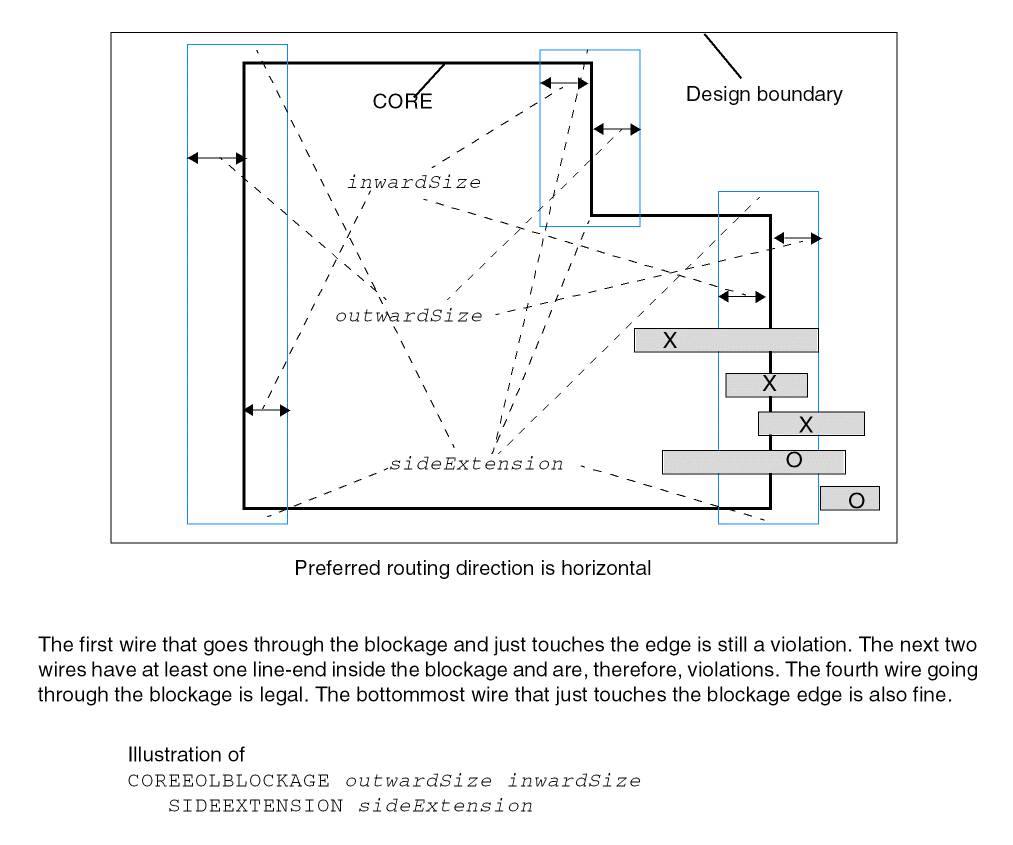 CORE
Design boundary
inwardSize
outwardSize
X
X
X
sideExtension
O
O
Preferred routing direction is horizontal
The first wire that goes through the blockage and just touches the edge is still a violation. The next two
wires have at least one line-end inside the blockage and are, therefore, violations. The fourth wire going
through the blockage is legal. The bottommost wire that just touches the blockage edge is also fine.
Illustration of
COREEOLBLOCKAGE outwardSize inwardSize
SIDEEXTENSION sideExtension